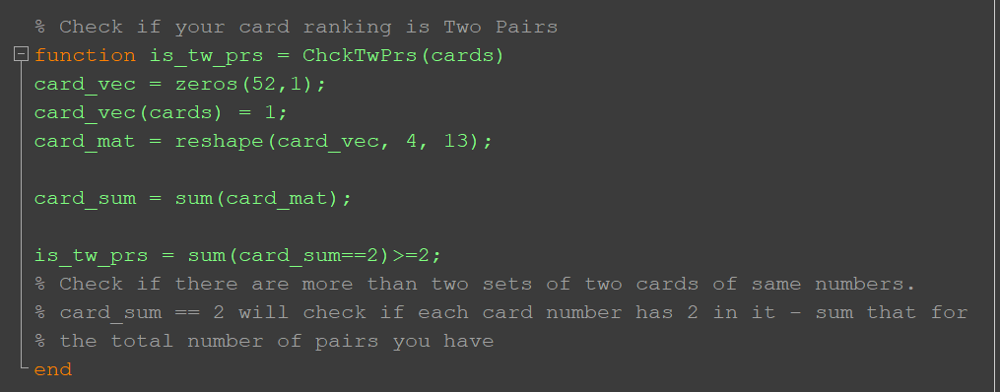 % Check if your card ranking is Two Pairs
function is_tw_prs = ChckTwPrs(cards)
card_vec = zeros(52,1);
card_vec(cards) = 1;
card_mat = reshape(card_vec, 4, 13);
card_sum = sum(card_mat);
is_tw_prs = sum(card_sum==2)>=2;
% Check if there are more than two sets of two cards of same numbers.
% card_sum == 2 will check if each card number has 2 in it - sum that for
% the total number of pairs you have
end